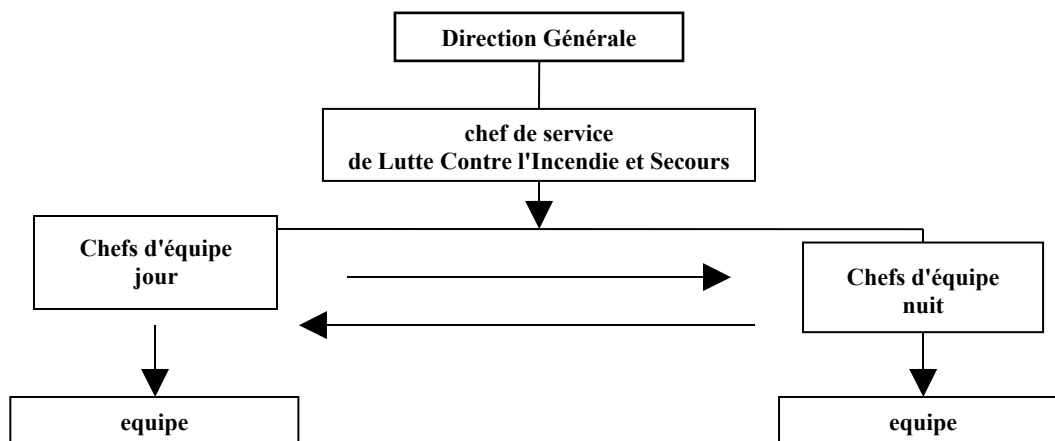 Direction Générale
chef de service
de Lutte Contre l'Incendie et Secours
Chefs d'équipe
jour
Chefs d'équipe
nuit
equipe
equipe